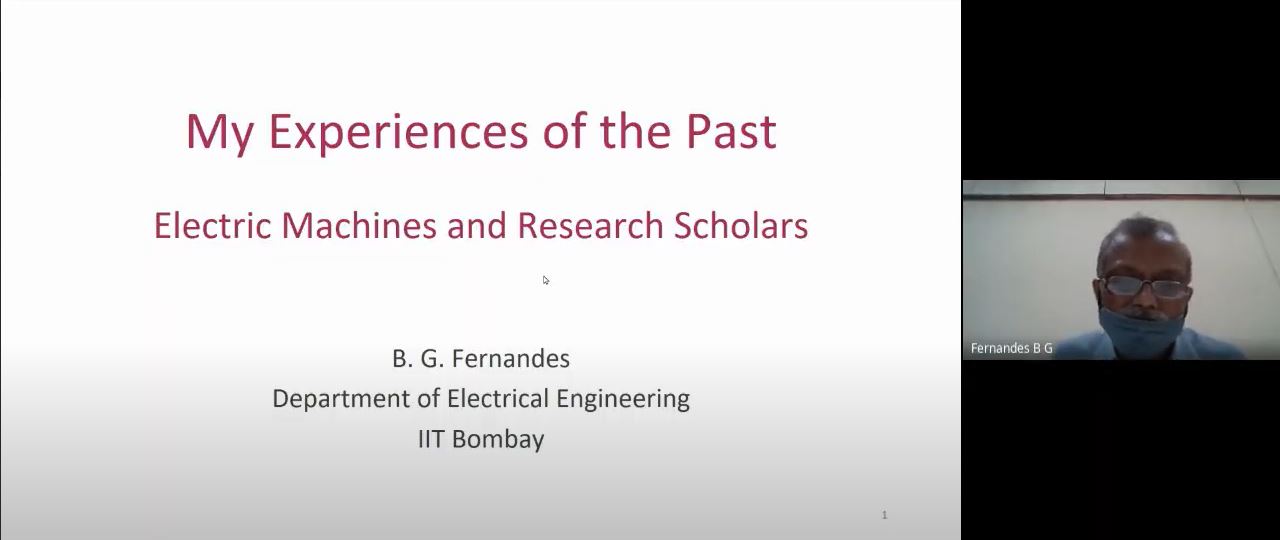 My Experiences of the Past
Electric Machines and Research Scholars
B. G. Fernandes
Department of Electrical Engineering
IIT Bombay
1
Fernandes B G